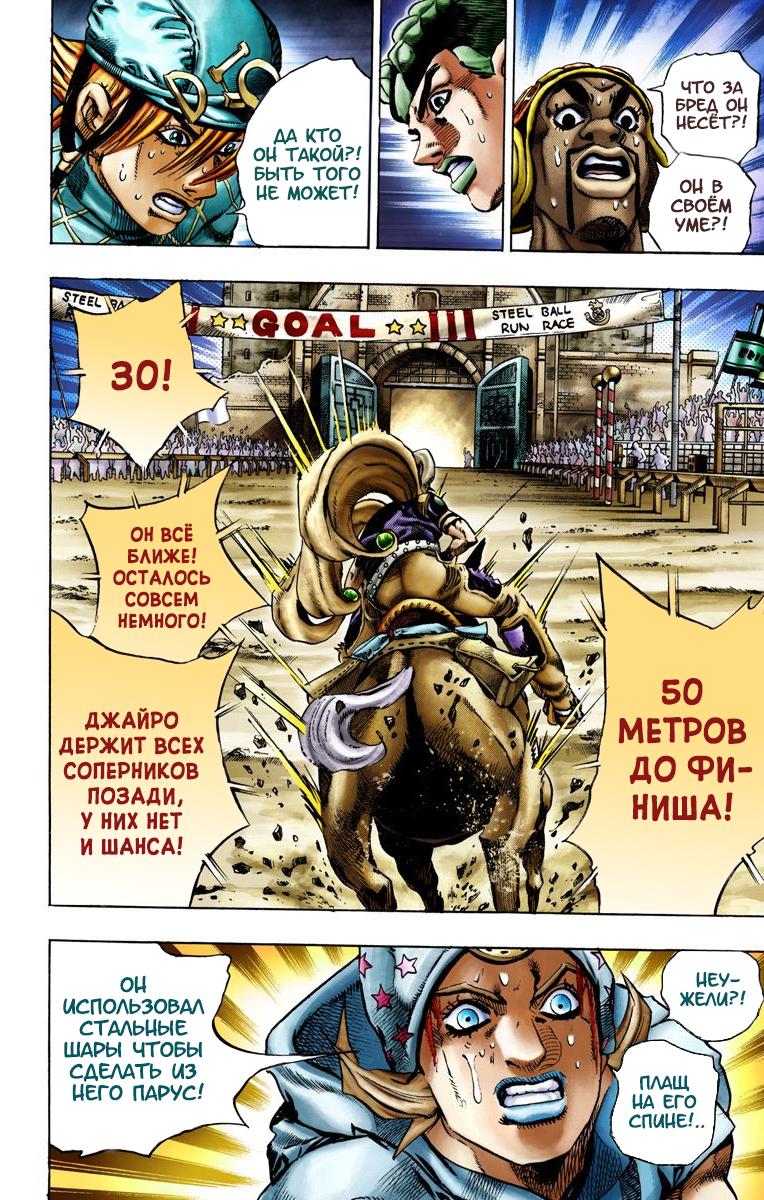 ЧТО ЗА
БРЕД ОН
НЕСЁТ?!
ОН В
СВОЁМ
УМЕ?!
ДА КТО
ОН ТАКОЙ?!
БЫТЬ ТОГО
НЕ МОЖЕТ!
DIO
STEEL BA
GOAL
STEEL BALL
RUN RACE
50
МЕТРОВ
ДО ФИ-
НИША!
30!
ОН ВСЁ
БЛИЖЕ!
ОСТАЛОСЬ
СОВСЕМ
НЕМНОГО!
ДЖАЙРО
ДЕРЖИТ ВСЕХ
СОПЕРНИКОВ
ПОЗАДИ,
У НИХ НЕТ
И ШАНСА!
НЕУ-
ЖЕЛИ?!
ПЛАЩ
НА ЕГО
СПИНЕ!..
ОН
ИСПОЛЬЗОВАЛ
СТАЛЬНЫЕ
ШАРЫ ЧТОБЫ
СДЕЛАТЬ ИЗ
НЕГО ПАРУС!